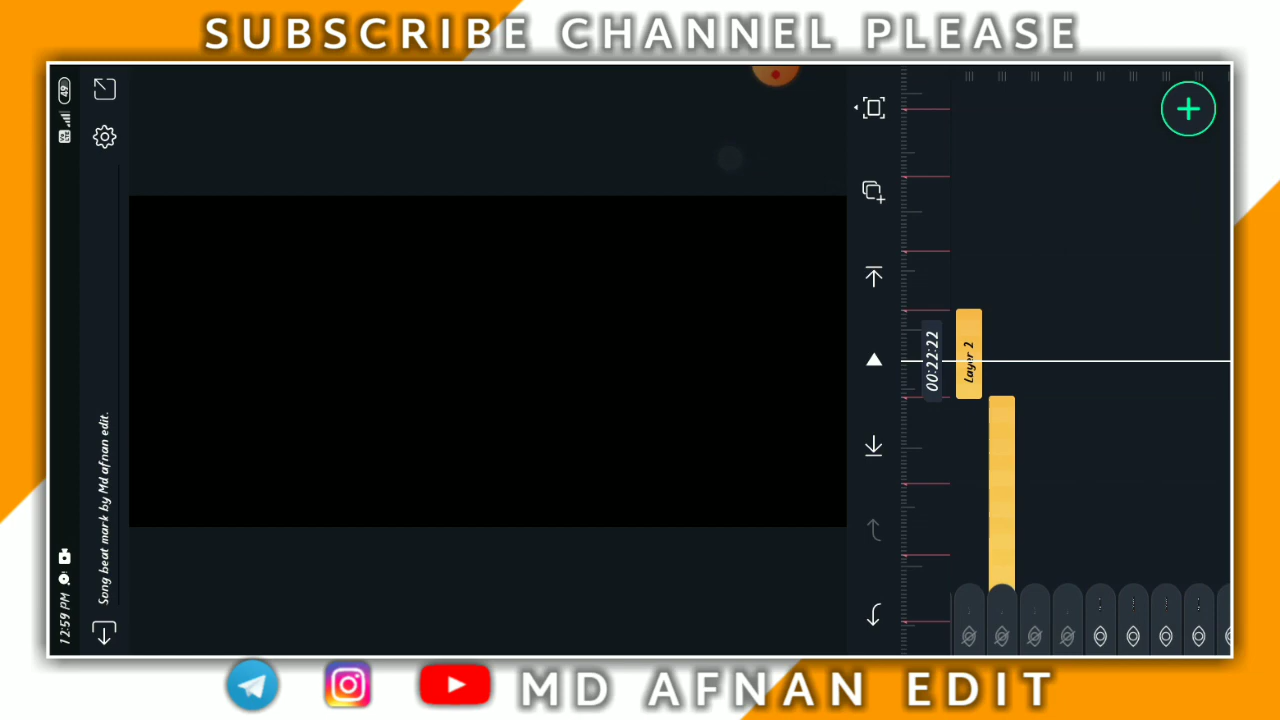 SUBSCRIBE CHANNEL PLEASE
12:59 PM
49
Song beat mark by Md afnan edit.
00:22:22
Layer 2
MD AFNAN EDIT